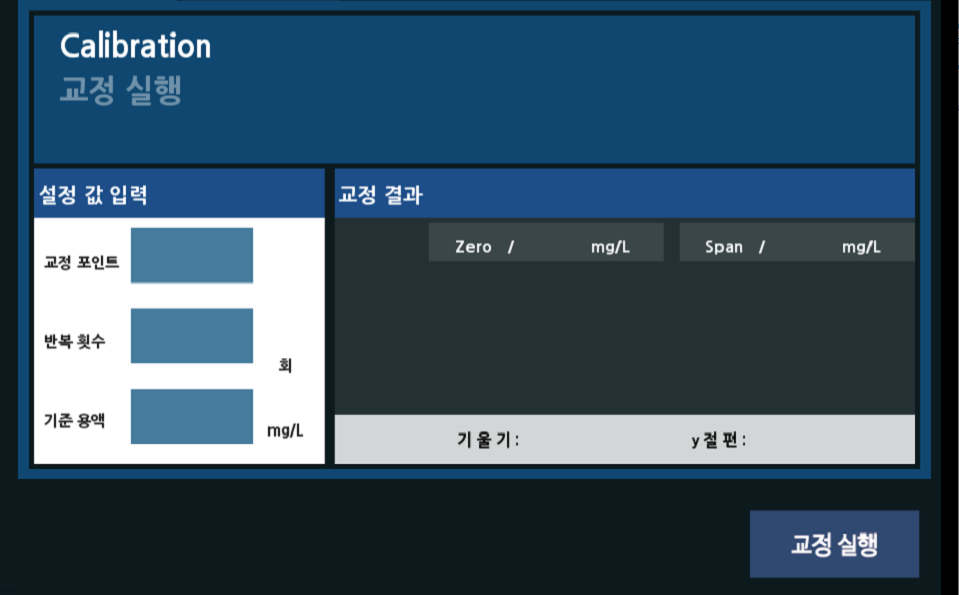 Calibration
교정 실행
설정 값 입력
교정 포인트
반복 횟수
회
기준 용액
mg/L
교정 결과
Zero / mg/L
Span / mg/L
기울기:
y절편:
교정 실행